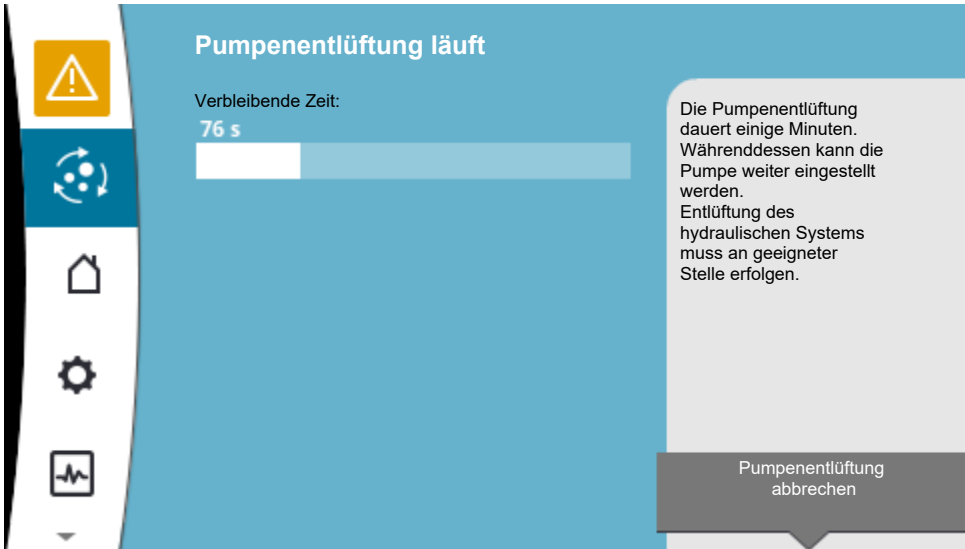 Pumpenentlüftung läuft
Verbleibende Zeit:
76 s
Die Pumpenentlüftung
dauert einige Minuten.
Währenddessen kann die
Pumpe weiter eingestellt
werden.
Entlüftung des
hydraulischen Systems
muss an geeigneter
Stelle erfolgen.
Pumpenentlüftung
abbrechen